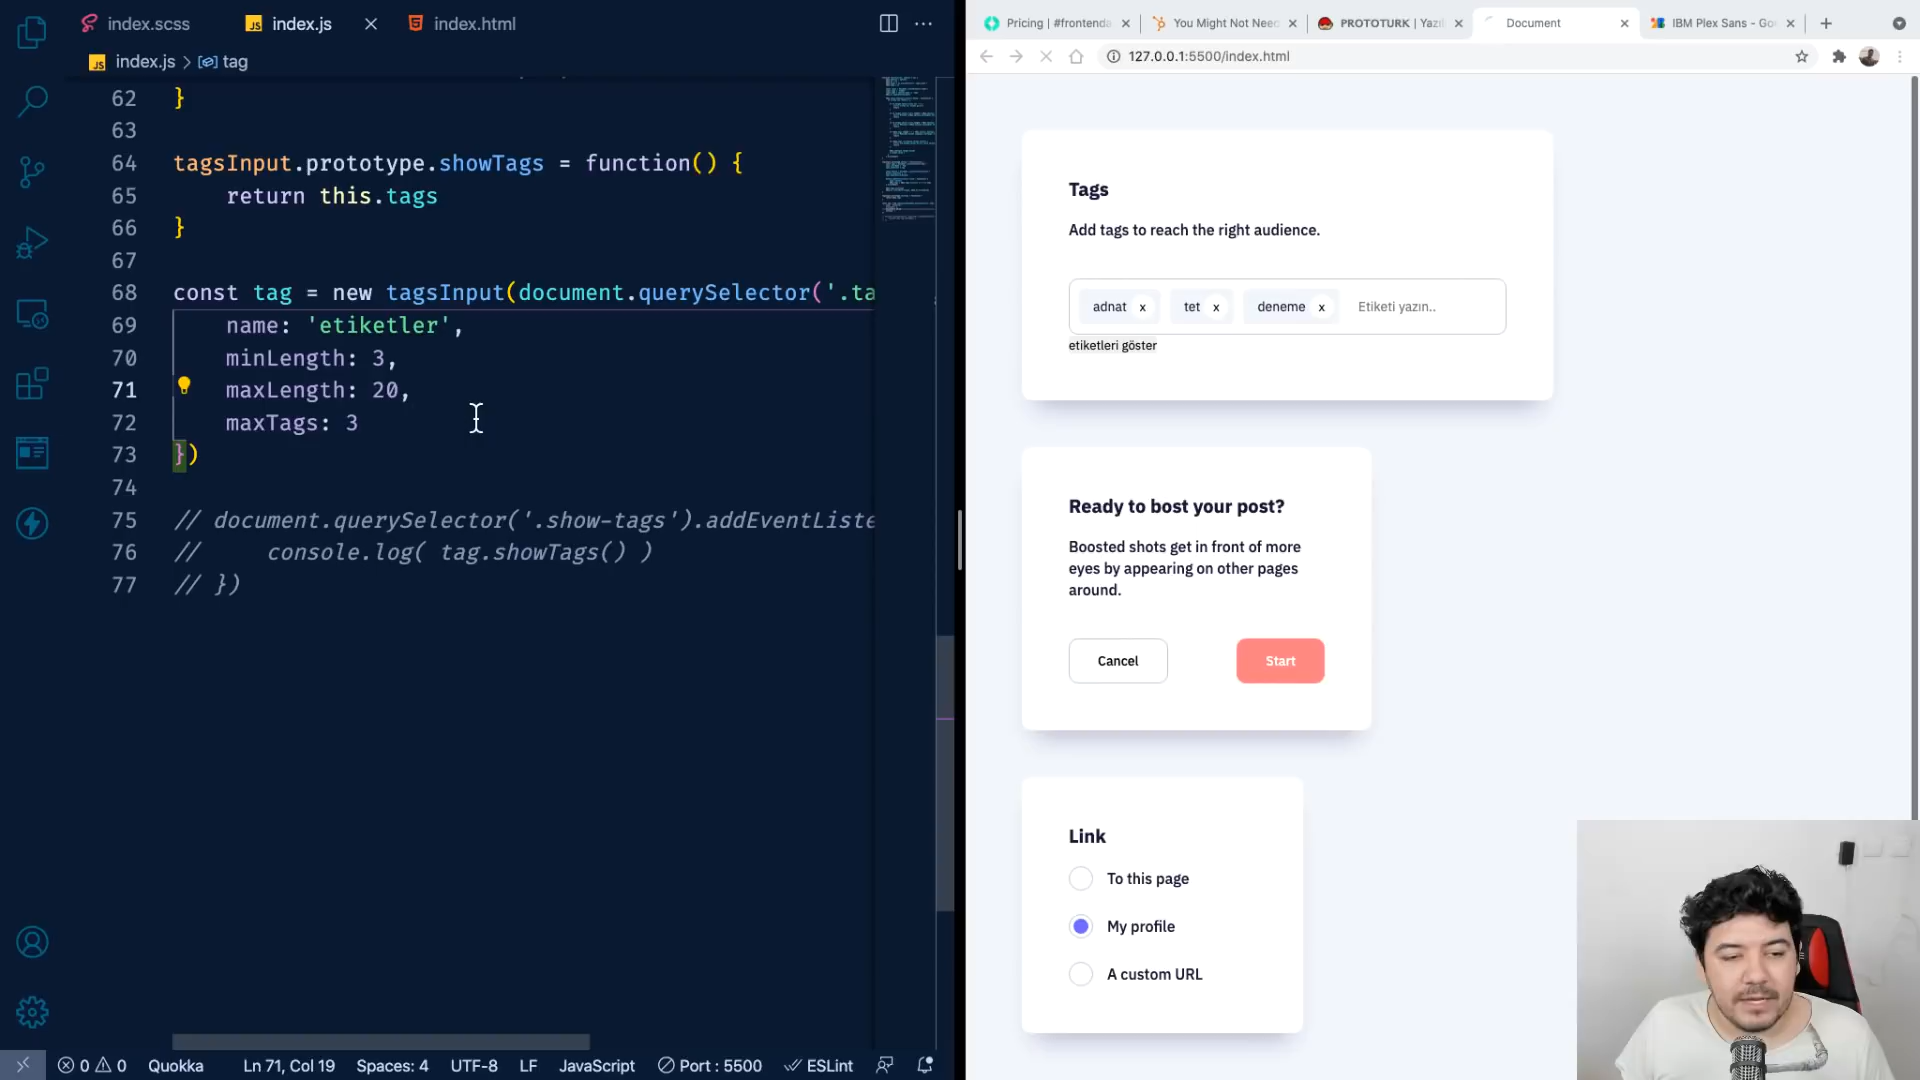 index.scss
index.js
index.html
index.js > tag
62 }
63
64 tagsInput.prototype.showTags = function() {
65 return this.tags
66 }
67
68 const tag = new tagsInput(document.querySelector('.ta
69 name: 'etiketler',
70 minLength: 3,
71 maxLength: 20,
72 maxTags: 3
73 })
74
75 // document.querySelector('.show-tags').addEventListe
76 // console.log( tag.showTags() )
77 // })
0 0
Quokka
Ln 71, Col 19
Spaces: 4
UTF-8
LF
JavaScript
Port : 5500
ESLint
Pricing | #frontenda
You Might Not Nee
PROTOTURK | Yazıl
Document
IBM Plex Sans - Go
127.0.0.1:5500/index.html
Tags
Add tags to reach the right audience.
adnat x tet x deneme x Etiketi yazın..
etiketleri göster
Ready to bost your post?
Boosted shots get in front of more
eyes by appearing on other pages
around.
Cancel Start
Link
To this page
My profile
A custom URL